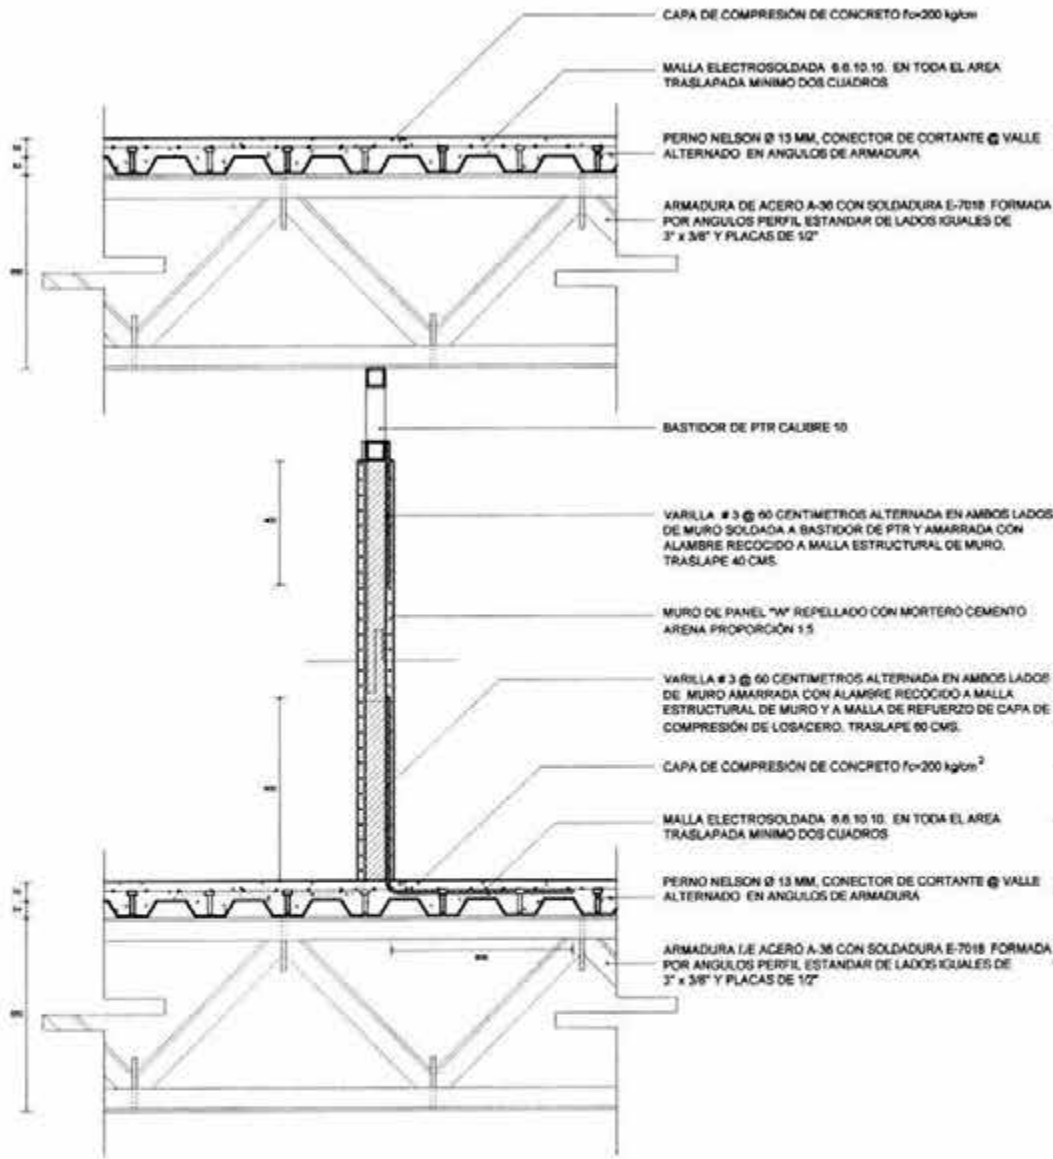 CAPA DE COMPRESIÓN DE CONCRETO f'c=200 kg/cm
MALLA ELECTROSOLDADA 6.6.10.10. EN TODA EL AREA
TRASLAPADA MINIMO DOS CUADROS
PERNO NELSON Ø 13 MM, CONECTOR DE CORTANTE @ VALLE
ALTERNADO EN ANGULOS DE ARMADURA
ARMADURA DE ACERO A-36 CON SOLDADURA E-7018 FORMADA
POR ANGULOS PERFIL ESTANDAR DE LADOS IGUALES DE
3" x 3/8" Y PLACAS DE 1/2"
BASTIDOR DE PTR CALIBRE 10
VARILLA # 3 @ 60 CENTIMETROS ALTERNADA EN AMBOS LADOS
DE MURO SOLDADA A BASTIDOR DE PTR Y AMARRADA CON
ALAMBRE RECOCIDO A MALLA ESTRUCTURAL DE MURO.
TRASLAPE 40 CMS.
MURO DE PANEL "W" REPELLADO CON MORTERO CEMENTO
ARENA PROPORCIÓN 1:5
VARILLA # 3 @ 60 CENTIMETROS ALTERNADA EN AMBOS LADOS
DE MURO AMARRADA CON ALAMBRE RECOCIDO A MALLA
ESTRUCTURAL DE MURO Y A MALLA DE REFUERZO DE CAPA DE
COMPRESIÓN DE LOSACERO. TRASLAPE 60 CMS.
CAPA DE COMPRESIÓN DE CONCRETO f'c=200 kg/cm²
MALLA ELECTROSOLDADA 6.6.10.10. EN TODA EL AREA
TRASLAPADA MINIMO DOS CUADROS
PERNO NELSON Ø 13 MM, CONECTOR DE CORTANTE @ VALLE
ALTERNADO EN ANGULOS DE ARMADURA
ARMADURA DE ACERO A-36 CON SOLDADURA E-7018 FORMADA
POR ANGULOS PERFIL ESTANDAR DE LADOS IGUALES DE
3" x 3/8" Y PLACAS DE 1/2"